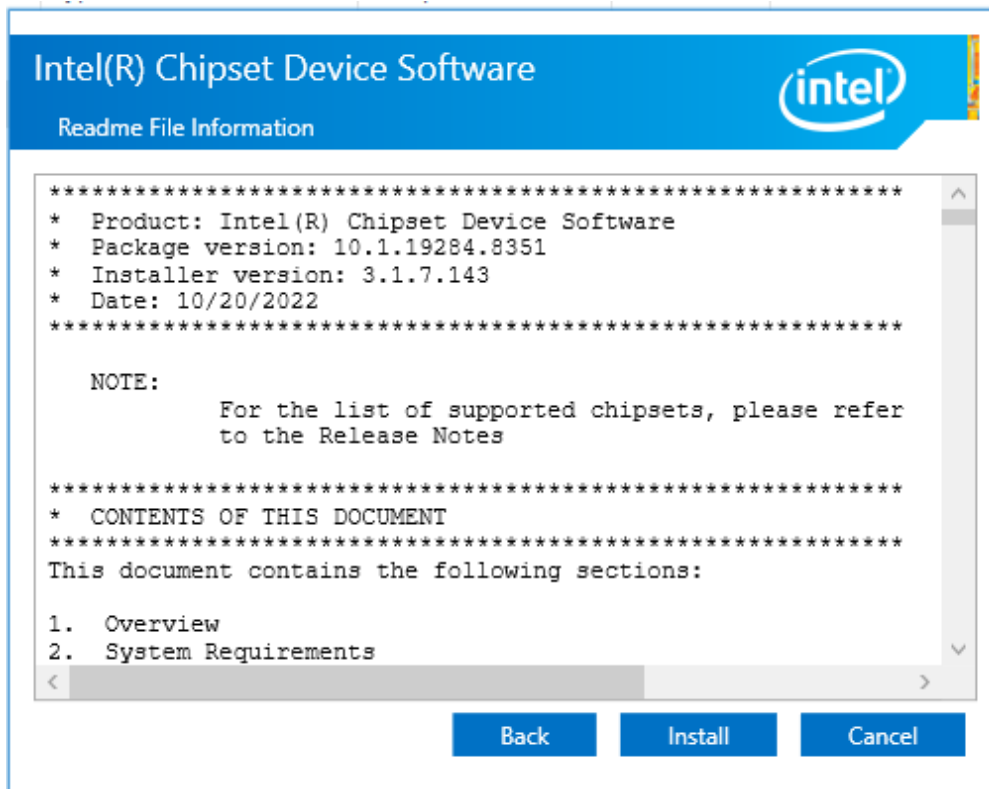 Intel(R) Chipset Device Software
intel
Readme File Information
************************************************************
*  Product: Intel(R) Chipset Device Software
*  Package version: 10.1.19284.8351
*  Installer version: 3.1.7.143
*  Date: 10/20/2022
************************************************************
NOTE:
For the list of supported chipsets, please refer
to the Release Notes
************************************************************
*  CONTENTS OF THIS DOCUMENT
************************************************************
This document contains the following sections:
1.  Overview
2.  System Requirements
Back
Install
Cancel